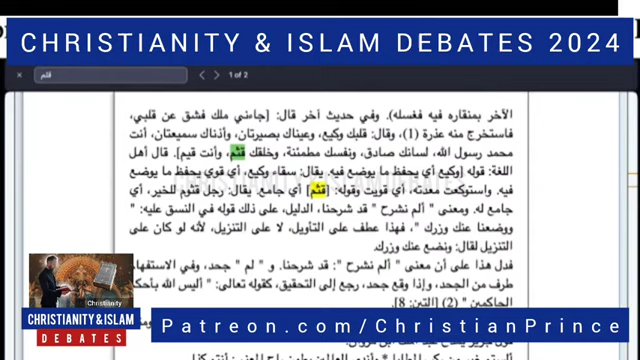 CHRISTIANITY & ISLAM DEBATES 2024
قلم
1 of 2
الآخر بمنقاره فيه فغسله). وفي حديث آخر قال: [جاءني ملك فشق عن قلبي،
فاستخرج منه عذرة (1)، وقال: قلبك وكيع، وعيناك بصيرتان، وأذناك سميعتان، أنت
محمد رسول الله، لسانك صادق، ونفسك مطمئنة، وخلقك قثم، وأنت قيم]. قال أهل
اللغة: قوله [وكيع أي يحفظ ما يوضع فيه. يقال: سقاء وكيع، أي قوي يحفظ ما يوضع
فيه. واستوكعت معدته، أي قويت وقوله: [قثم] أي جامع. يقال: رجل قثوم للخير، أي
جامع له. ومعنى " ألم نشرح " قد شرحنا، الدليل، على ذلك قوله في النسق عليه: "
ووضعنا عنك وزرك "، فهذا عطف على التأويل، لا على التنزيل، لأنه لو كان على
التنزيل لقال: ونضع عنك وزرك.
فدل هذا على أن معنى " ألم نشرح ": قد شرحنا. و " لم " جحد، وفي الاستفهام
طرف من الجحد، وإذا وقع جحد، رجع إلى التحقيق، كقوله تعالى: " أليس الله بأحكم
الحاكمين " (2) [التين: 8].
Christianity
CHRISTIANITY & ISLAM
DEBATES
Patreon.com/ChristianPrince